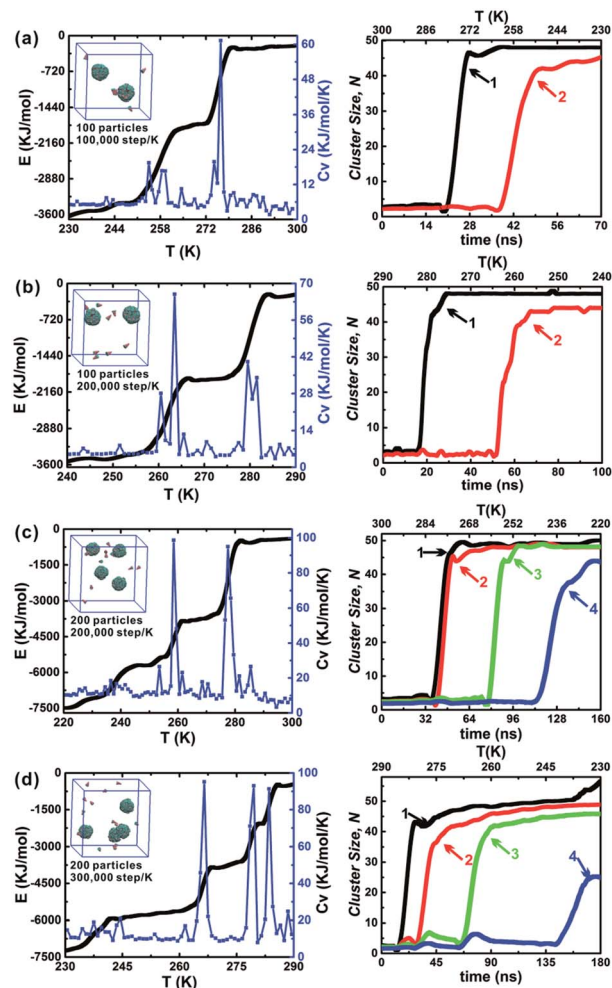 (a)
100 particles
100,000 step/K
E (KJ/mol)
0
-720
-1440
-2160
-2880
-3600
230 244 258 272 286 300
T (K)
60
48
36
24
12
0
Cv (KJ/mol/K)
T (K)
286 272 258 244 230
Cluster Size, N
50
40
30
20
10
0
1
2
14 28 42 56 70
time (ns)
(b)
100 particles
200,000 step/K
E (KJ/mol)
0
-720
-1440
-2160
-2880
-3600
240 250 260 270 280 290
T (K)
70
56
42
28
14
0
Cv (KJ/mol/K)
T(K)
290 280 270 260 250 240
Cluster Size, N
50
40
30
20
10
0
1
2
0 20 40 60 80 100
time (ns)
(c)
200 particles
200,000 step/K
E (KJ/mol)
0
-1500
-3000
-4500
-6000
-7500
220 240 260 280 300
T (K)
100
80
60
40
20
0
Cv (KJ/mol/K)
T(K)
300 284 268 252 236 220
Cluster Size, N
50
40
30
20
10
0
1
2
3
4
0 32 64 96 128 160
time (ns)
(d)
200 particles
300,000 step/K
E (KJ/mol)
0
-1500
-3000
-4500
-6000
-7500
230 245 260 275 290
T (K)
100
80
60
40
20
0
Cv (KJ/mol/K)
T(K)
290 275 260 245 230
Cluster Size, N
50
40
30
20
10
0
1
2
3
4
0 45 90 135 180
time (ns)